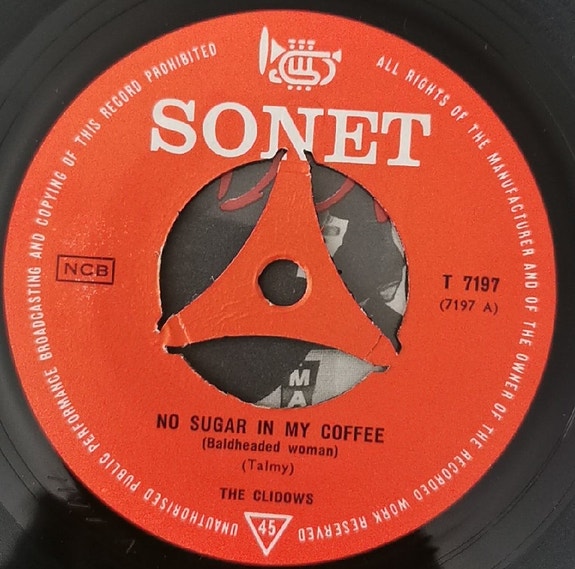 SONET
UNAUTHORISED PUBLIC PERFORMANCE BROADCASTING AND COPYING OF THIS RECORD PROHIBITED
ALL RIGHTS OF THE MANUFACTURER AND OF THE OWNER OF THE RECORDED WORK RESERVED
NCB
T 7197
(7197 A)
MA
NO SUGAR IN MY COFFEE
(Baldheaded woman)
(Talmy)
THE CLIDOWS
45